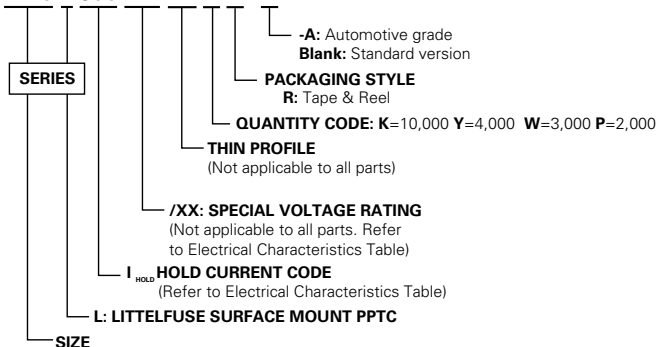 -A: Automotive grade
Blank: Standard version
SERIES
PACKAGING STYLE
R: Tape & Reel
QUANTITY CODE: K=10,000 Y=4,000 W=3,000 P=2,000
THIN PROFILE
(Not applicable to all parts)
/XX: SPECIAL VOLTAGE RATING
(Not applicable to all parts. Refer
to Electrical Characteristics Table)
I HOLD HOLD CURRENT CODE
(Refer to Electrical Characteristics Table)
L: LITTELFUSE SURFACE MOUNT PPTC
SIZE